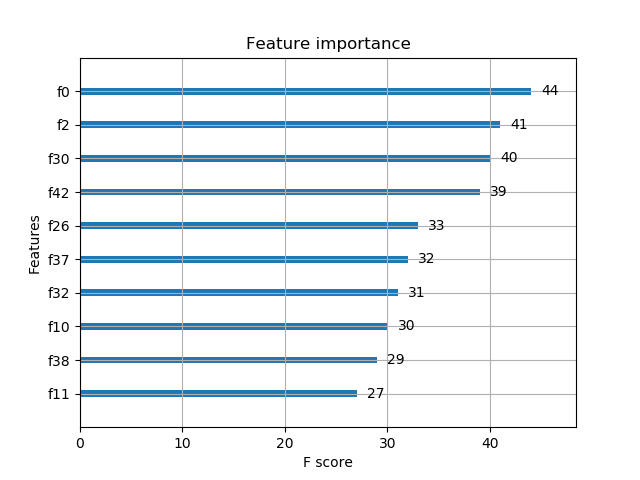 Feature importance
f0 44
f2 41
f30 40
f42 39
f26 33
f37 32
f32 31
f10 30
f38 29
f11 27
0 10 20 30 40
F score
Features